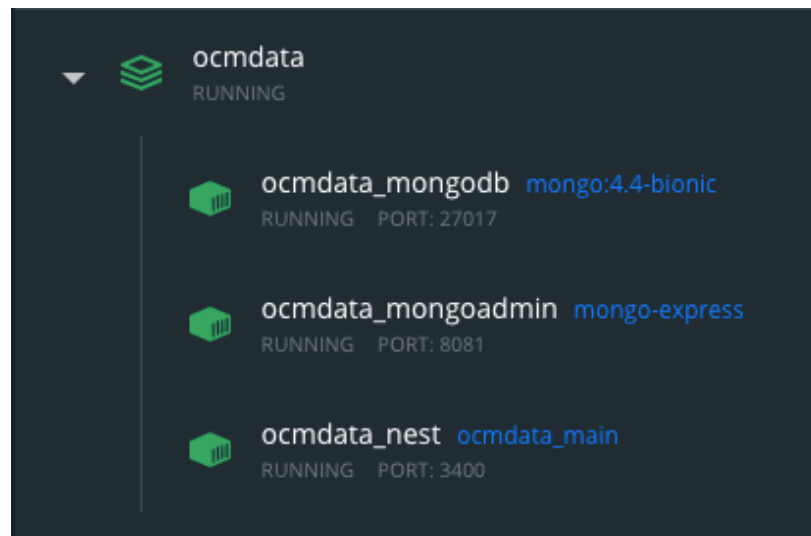 ocmdata
RUNNING
ocmdata_mongodb mongo:4.4-bionic
RUNNING PORT: 27017
ocmdata_mongoadmin mongo-express
RUNNING PORT: 8081
ocmdata_nest ocmdata_main
RUNNING PORT: 3400